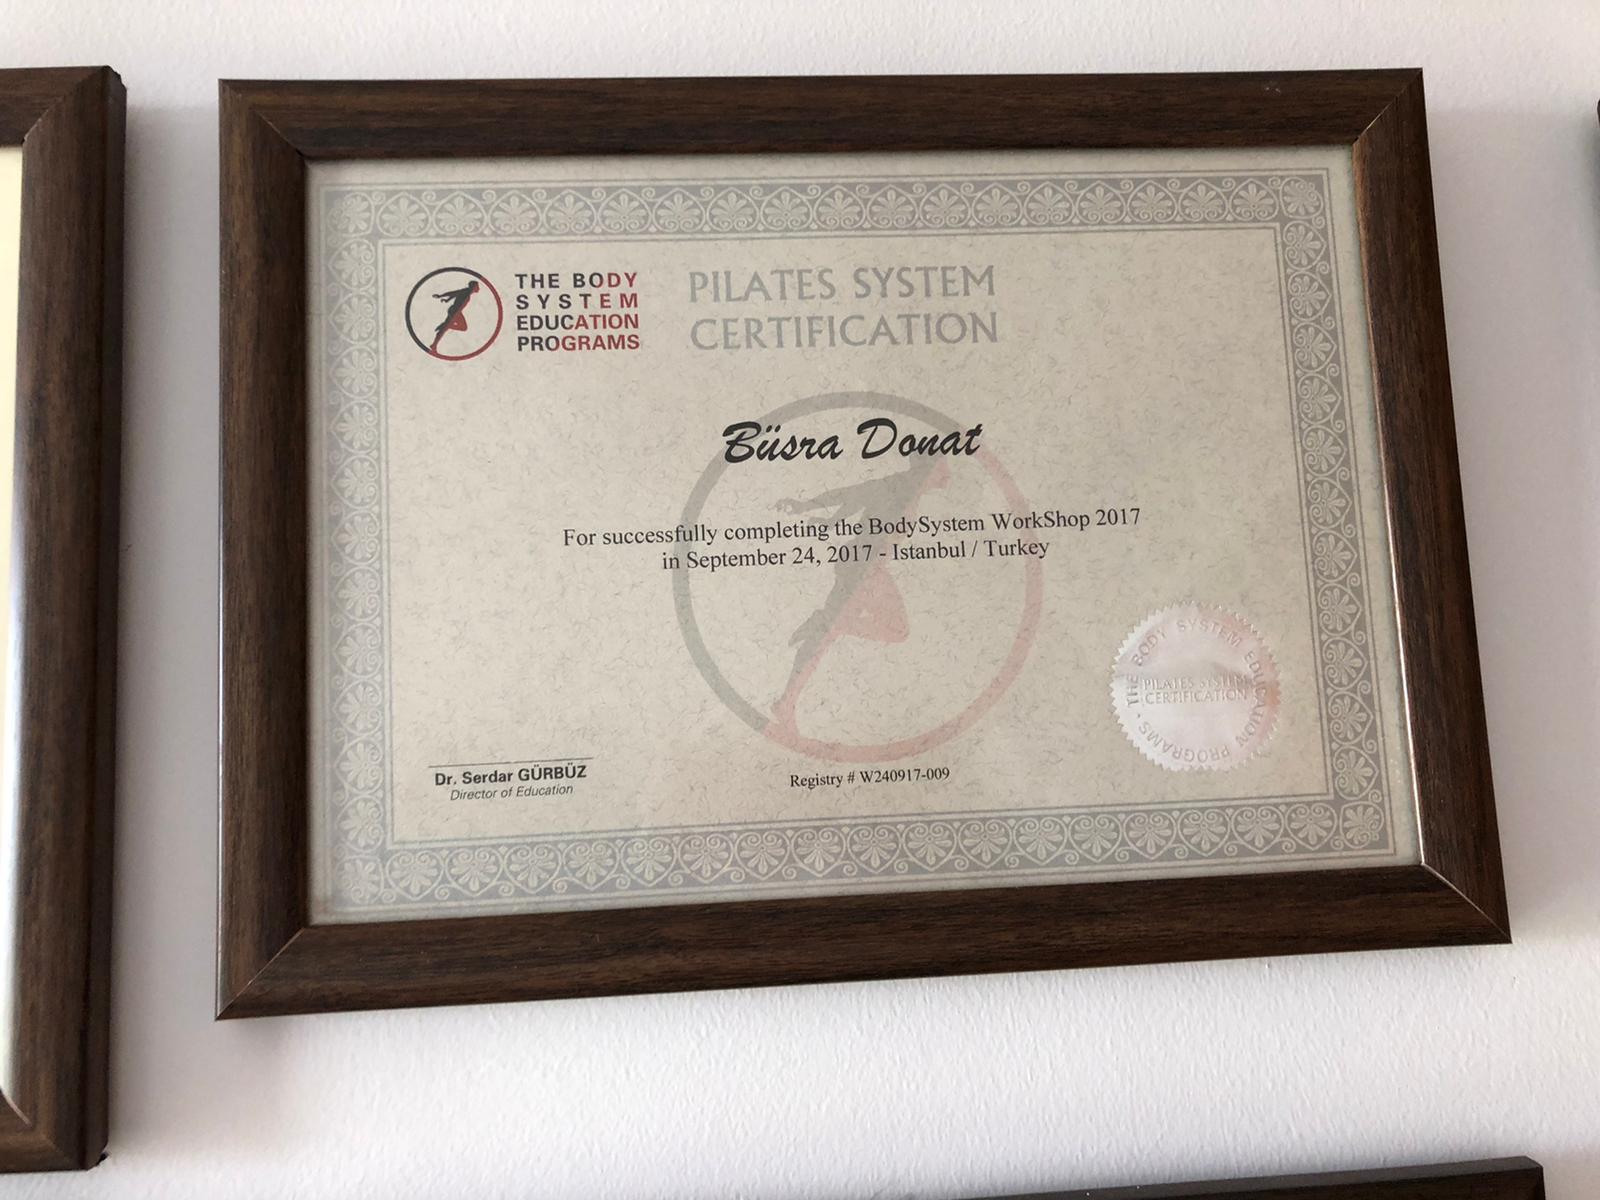 THE BODY
SYSTEM
EDUCATION
PROGRAMS
PILATES SYSTEM
CERTIFICATION
Büsra Donat
For successfully completing the BodySystem WorkShop 2017
in September 24, 2017 - Istanbul / Turkey
THE BODY SYSTEM EDUCATION PROGRAMS
PILATES SYSTEM
CERTIFICATION
Dr. Serdar GÜRBÜZ
Director of Education
Registry # W240917-009